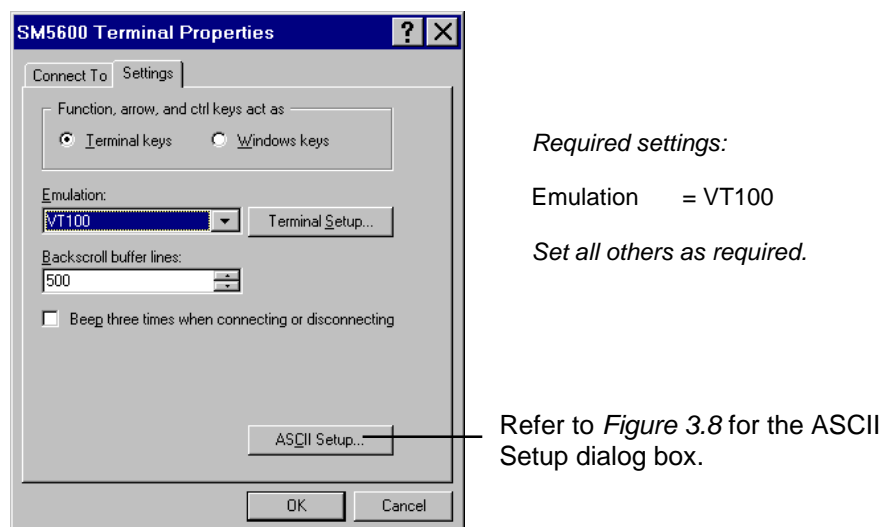 SM5600 Terminal Properties
Connect To Settings
Function, arrow, and ctrl keys act as
Terminal keys Windows keys
Emulation:
VT100 Terminal Setup...
Backscroll buffer lines:
500
Beep three times when connecting or disconnecting
ASCII Setup...
OK Cancel
Required settings:
Emulation = VT100
Set all others as required.
Refer to Figure 3.8 for the ASCII
Setup dialog box.